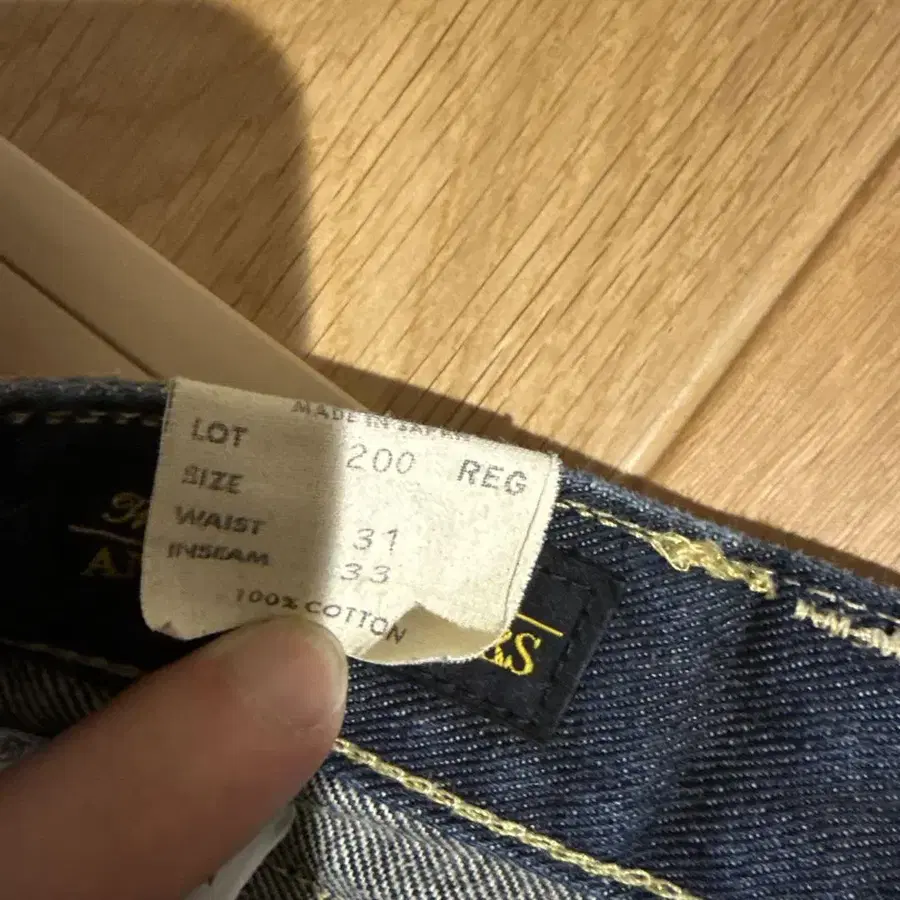 MADE IN JAPAN
LOT 200 REG
SIZE
WAIST 31
INSEAM 33
100% COTTON
&S